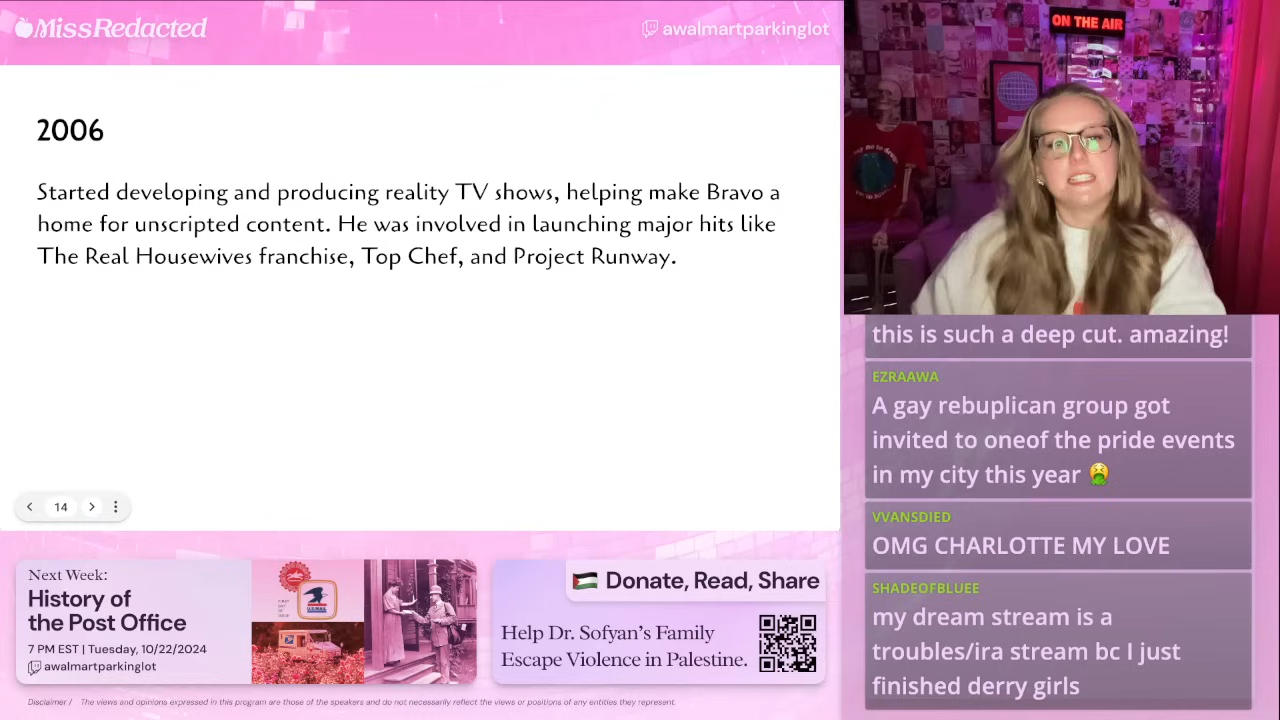 MissRedacted
awalmartparkinglot
ON THE AIR
2006
Started developing and producing reality TV shows, helping make Bravo a
home for unscripted content. He was involved in launching major hits like
The Real Housewives franchise, Top Chef, and Project Runway.
14
this is such a deep cut. amazing!
EZRAAWA
A gay rebuplican group got
invited to oneof the pride events
in my city this year 🤮
VVANSDIED
OMG CHARLOTTE MY LOVE
SHADEOFBLUEE
my dream stream is a
troubles/ira stream bc I just
finished derry girls
Next Week:
History of
the Post Office
7 PM EST | Tuesday, 10/22/2024
awalmartparkinglot
U.S.MAIL
🇵🇸 Donate, Read, Share
Help Dr. Sofyan’s Family
Escape Violence in Palestine.
Disclaimer / The views and opinions expressed in this program are those of the speakers and do not necessarily reflect the views or positions of any entities they represent.